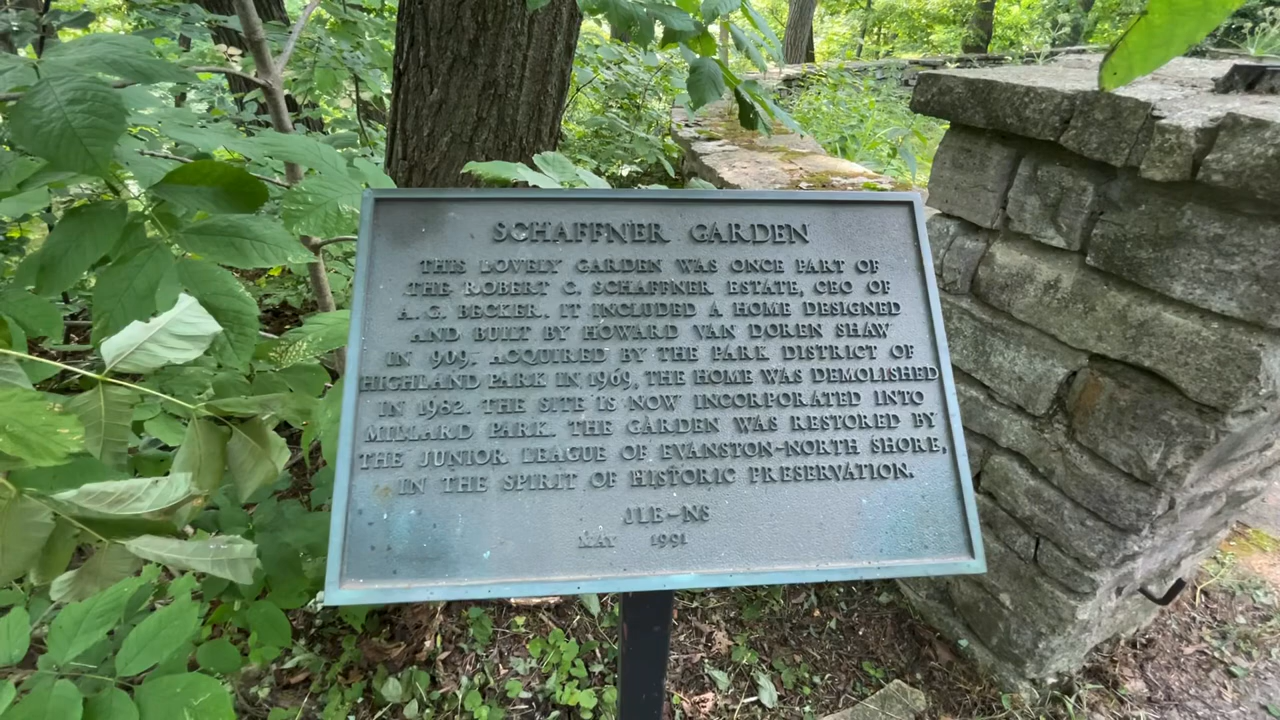 SCHAFFNER GARDEN
THIS LOVELY GARDEN WAS ONCE PART OF
THE ROBERT C. SCHAFFNER ESTATE, CEO OF
A. G. BECKER. IT INCLUDED A HOME DESIGNED
AND BUILT BY HOWARD VAN DOREN SHAW
IN 909, ACQUIRED BY THE PARK DISTRICT OF
HIGHLAND PARK IN 1969, THE HOME WAS DEMOLISHED
IN 1982. THE SITE IS NOW INCORPORATED INTO
MILLARD PARK. THE GARDEN WAS RESTORED BY
THE JUNIOR LEAGUE OF EVANSTON-NORTH SHORE,
IN THE SPIRIT OF HISTORIC PRESERVATION.
JLE-NS
MAY 1991